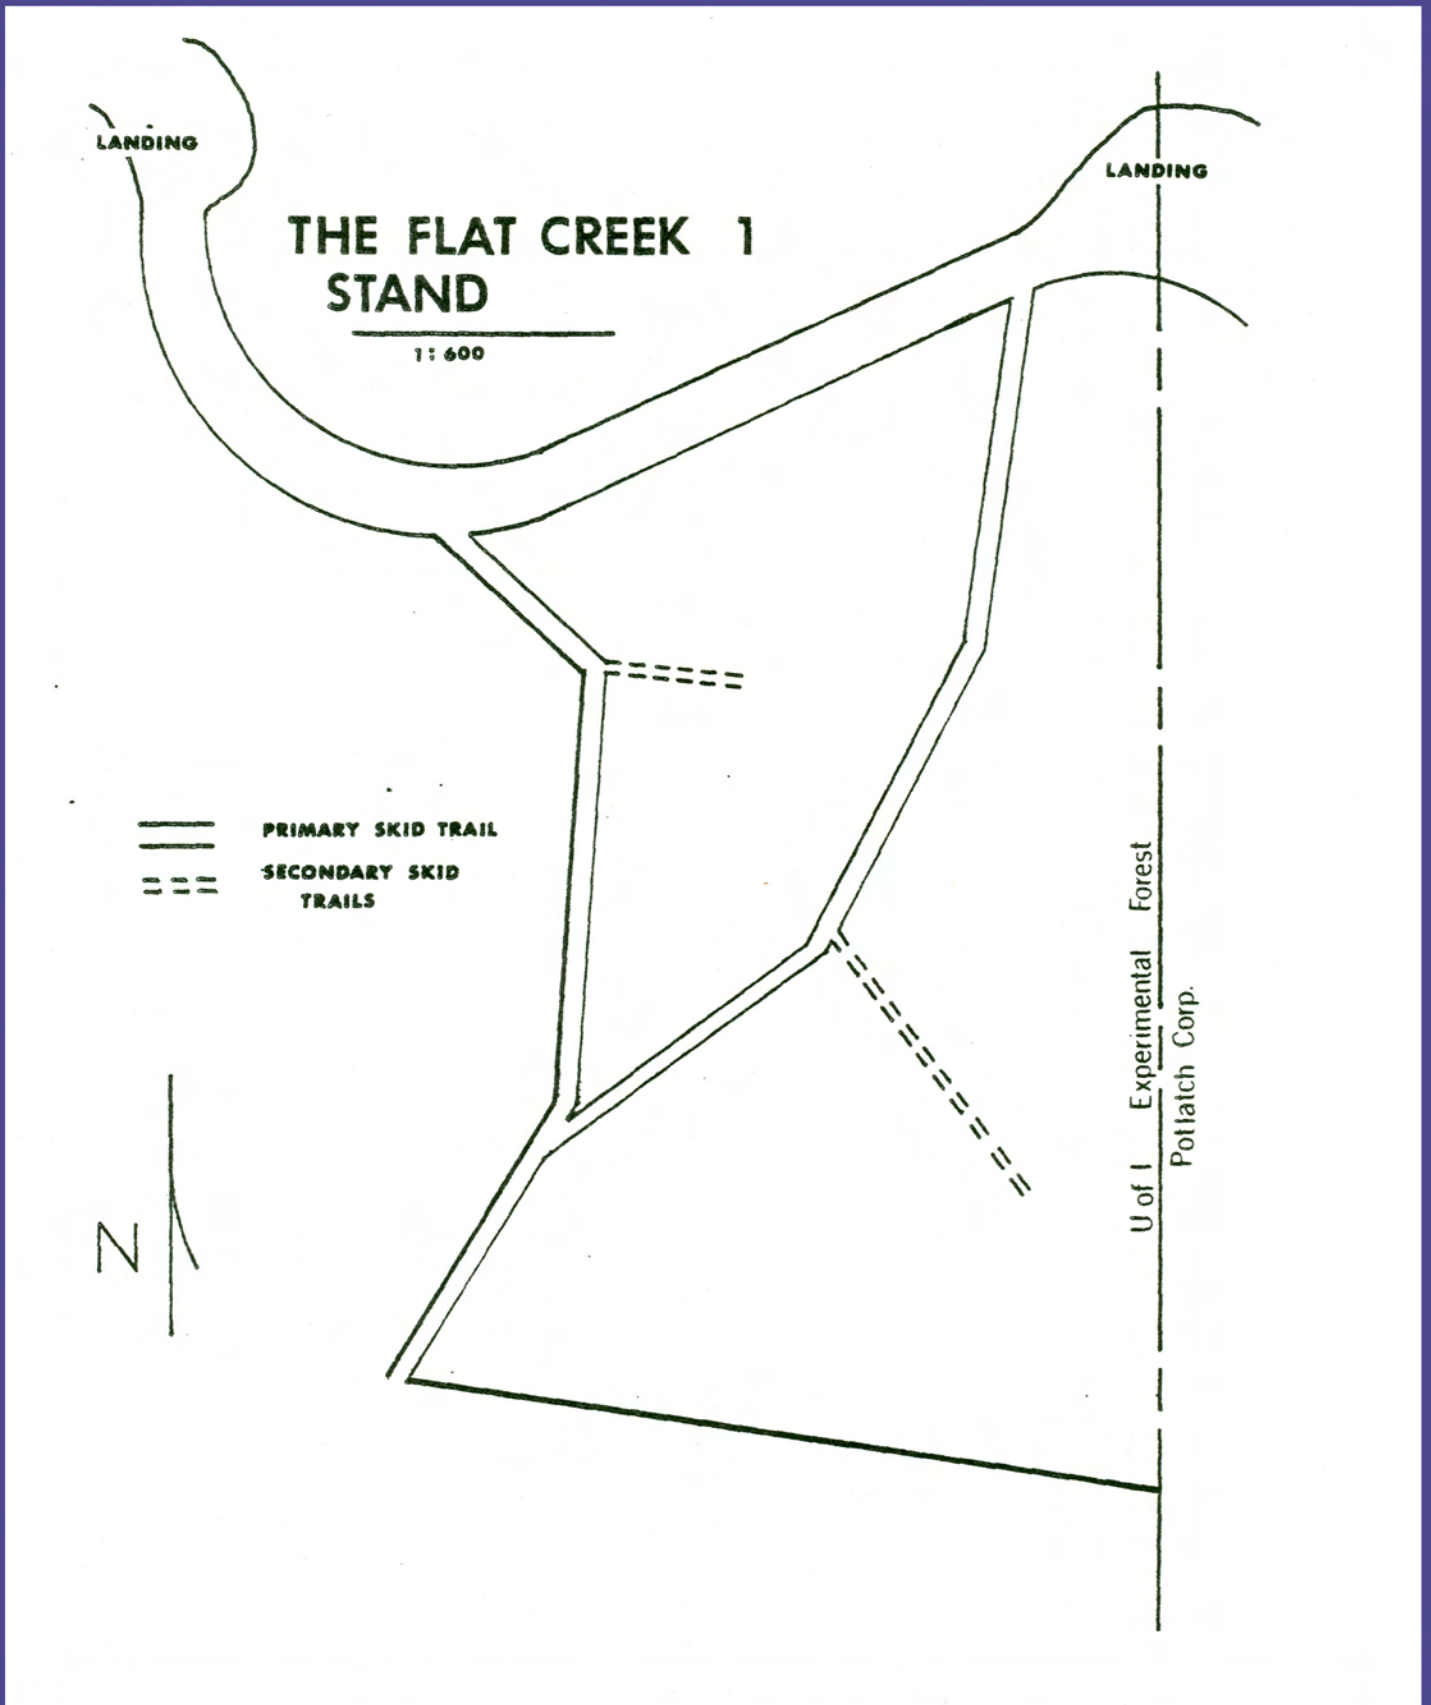 LANDING
LANDING
THE FLAT CREEK 1
STAND
1:600
PRIMARY SKID TRAIL
SECONDARY SKID
TRAILS
U of I Experimental Forest
Potlatch Corp.
N